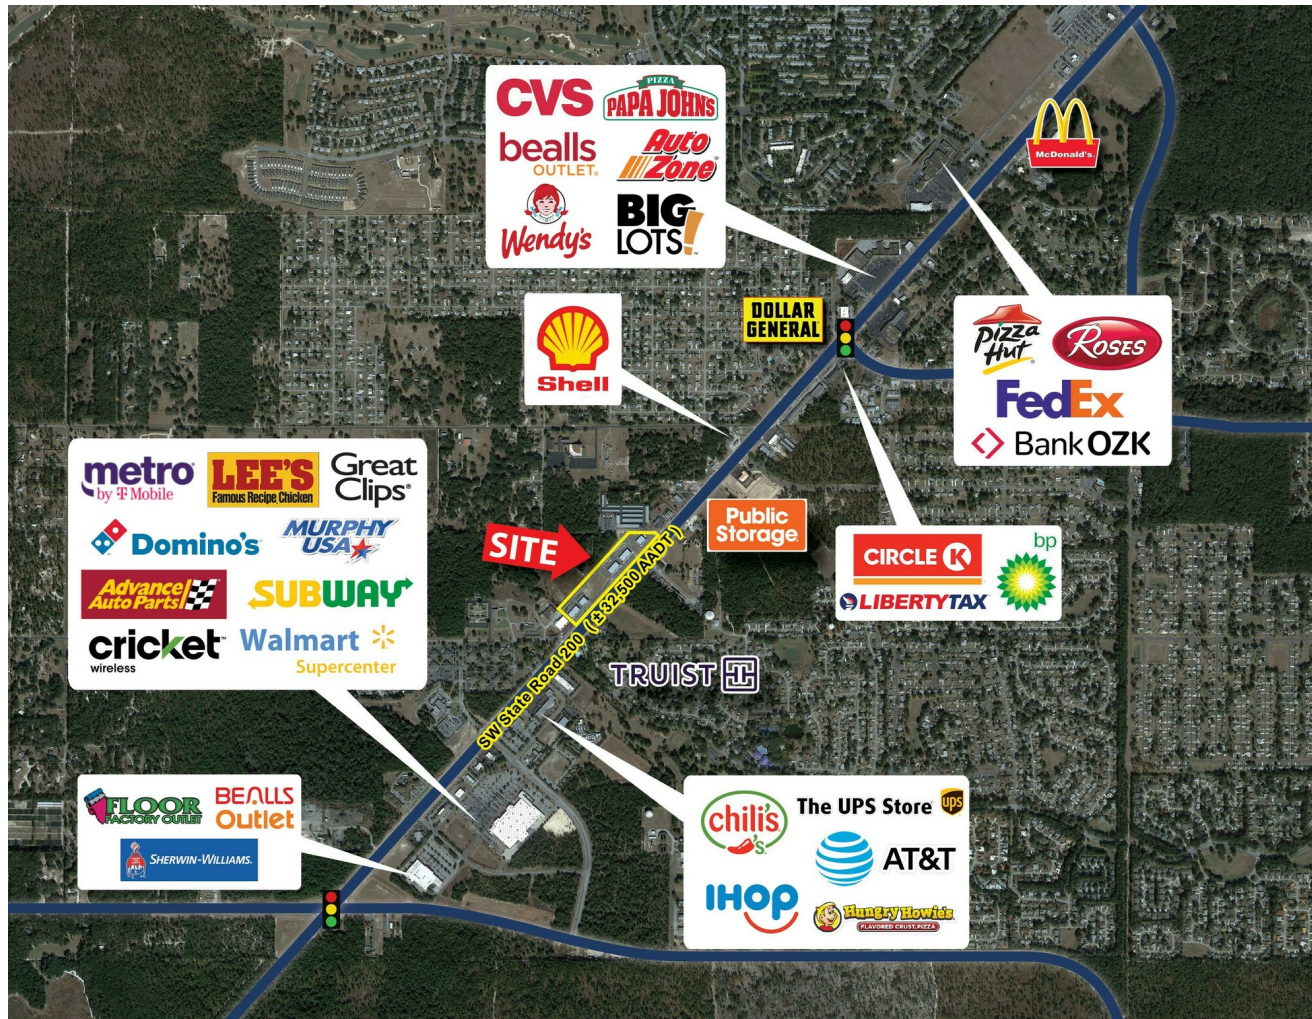 CVS
PIZZA
PAPA JOHNS
bealls
OUTLET
Auto
Zone
Wendy's
BIG
LOTS!
McDonald's
DOLLAR
GENERAL
Shell
Pizza
Hut
ROSES
FedEx
Bank OZK
metro
by T Mobile
LEE'S
Famous Recipe Chicken
Great
Clips
Domino's
MURPHY
USA
Advance
Auto Parts
SUBWAY
cricket
wireless
Walmart
Supercenter
SITE
Public
Storage
CIRCLE K
LIBERTY TAX
bp
SW State Road 200 (± 32,500 AADT)
TRUIST
FLOOR
FACTORY OUTLET
BEALLS
Outlet
SHERWIN-WILLIAMS.
chili's
The UPS Store
ups
AT&T
IHOP
Hungry Howie's
FLAVORED CRUST PIZZA